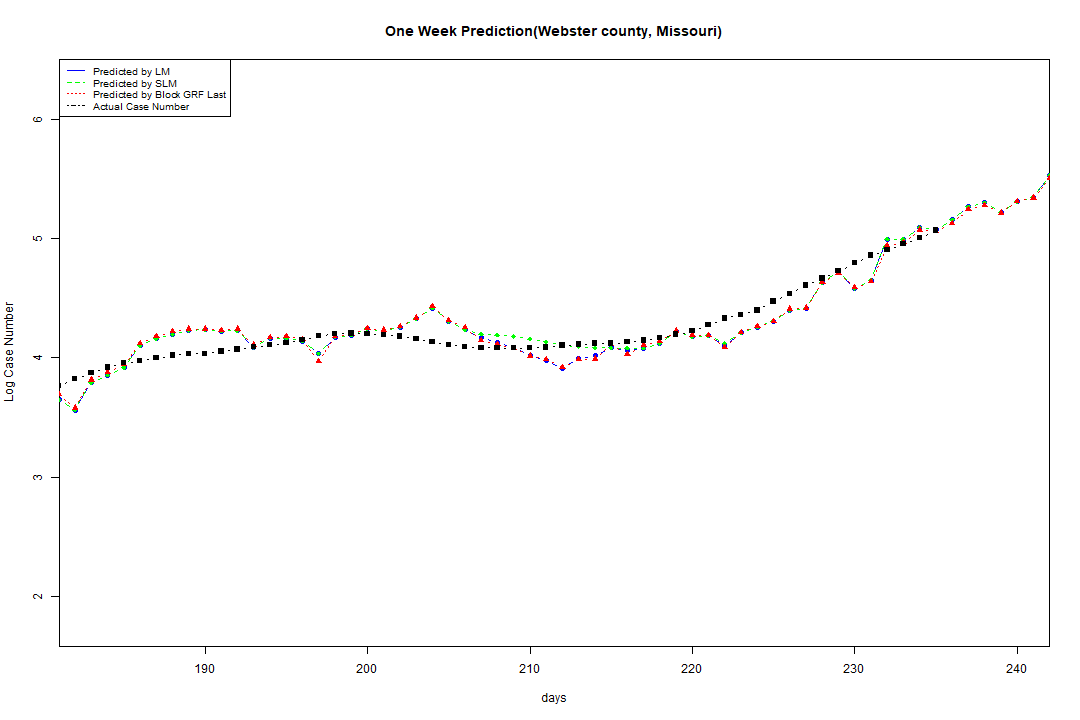 One Week Prediction(Webster county, Missouri)
Predicted by LM
Predicted by SLM
Predicted by Block GRF Last
Actual Case Number
6
5
4
3
2
Log Case Number
190 200 210 220 230 240
days